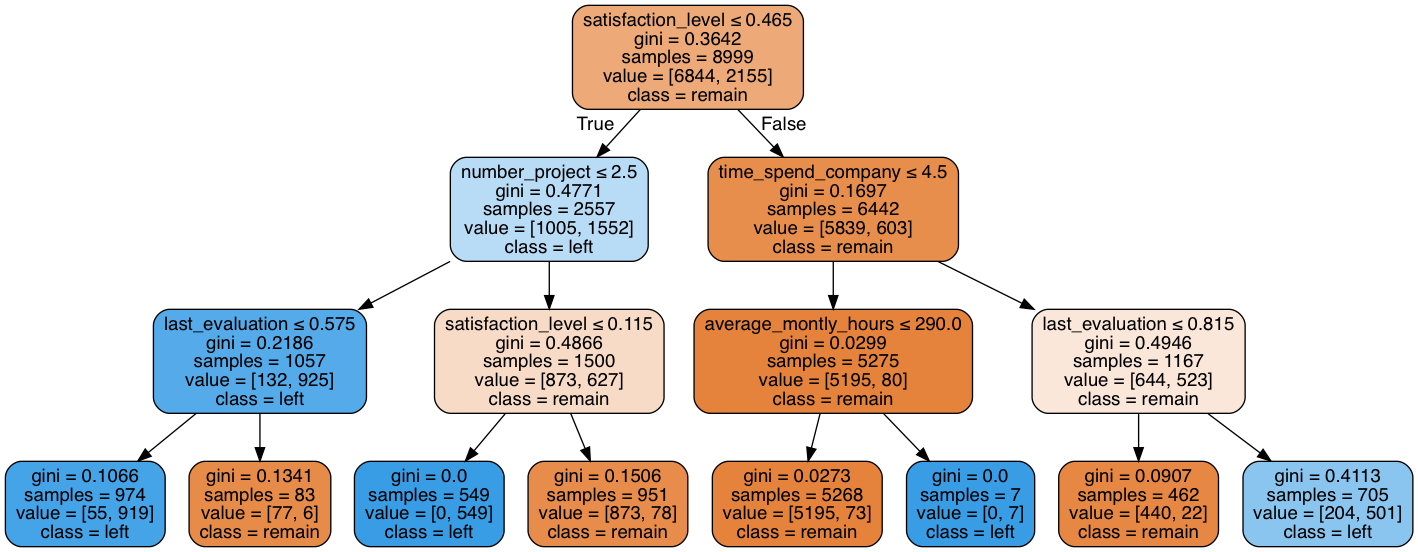 satisfaction_level ≤ 0.465
gini = 0.3642
samples = 8999
value = [6844, 2155]
class = remain
True
False
number_project ≤ 2.5
gini = 0.4771
samples = 2557
value = [1005, 1552]
class = left
time_spend_company ≤ 4.5
gini = 0.1697
samples = 6442
value = [5839, 603]
class = remain
last_evaluation ≤ 0.575
gini = 0.2186
samples = 1057
value = [132, 925]
class = left
satisfaction_level ≤ 0.115
gini = 0.4866
samples = 1500
value = [873, 627]
class = remain
average_montly_hours ≤ 290.0
gini = 0.0299
samples = 5275
value = [5195, 80]
class = remain
last_evaluation ≤ 0.815
gini = 0.4946
samples = 1167
value = [644, 523]
class = remain
gini = 0.1066
samples = 974
value = [55, 919]
class = left
gini = 0.1341
samples = 83
value = [77, 6]
class = remain
gini = 0.0
samples = 549
value = [0, 549]
class = left
gini = 0.1506
samples = 951
value = [873, 78]
class = remain
gini = 0.0273
samples = 5268
value = [5195, 73]
class = remain
gini = 0.0
samples = 7
value = [0, 7]
class = left
gini = 0.0907
samples = 462
value = [440, 22]
class = remain
gini = 0.4113
samples = 705
value = [204, 501]
class = left